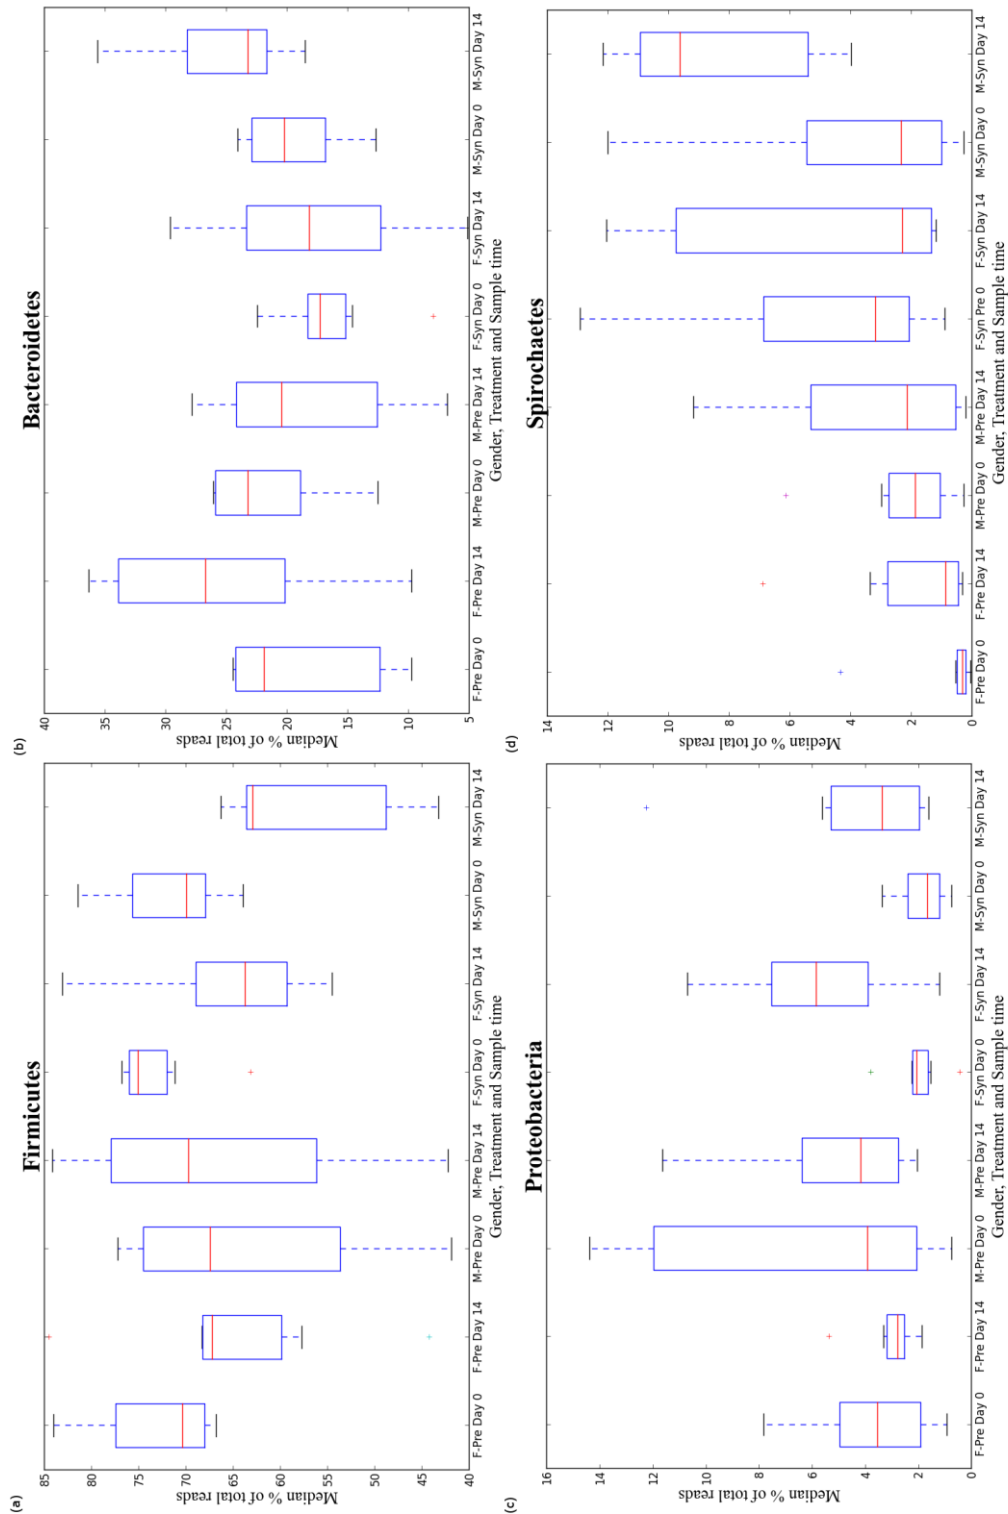 (a)
Firmicutes
Median % of total reads
85
80
75
70
65
60
55
50
45
40
F-Pre Day 0
F-Pre Day 14
M-Pre Day 0
M-Pre Day 14
F-Syn Day 0
F-Syn Day 14
M-Syn Day 0
M-Syn Day 14
Gender, Treatment and Sample time
(b)
Bacteroidetes
Median % of total reads
40
35
30
25
20
15
10
5
F-Pre Day 0
F-Pre Day 14
M-Pre Day 0
M-Pre Day 14
F-Syn Day 0
F-Syn Day 14
M-Syn Day 0
M-Syn Day 14
Gender, Treatment and Sample time
(c)
Proteobacteria
Median % of total reads
16
14
12
10
8
6
4
2
0
F-Pre Day 0
F-Pre Day 14
M-Pre Day 0
M-Pre Day 14
F-Syn Day 0
F-Syn Day 14
M-Syn Day 0
M-Syn Day 14
Gender, Treatment and Sample time
(d)
Spirochaetes
Median % of total reads
14
12
10
8
6
4
2
0
F-Pre Day 0
F-Pre Day 14
M-Pre Day 0
M-Pre Day 14
F-Syn Pre 0
F-Syn Day 14
M-Syn Day 0
M-Syn Day 14
Gender, Treatment and Sample time